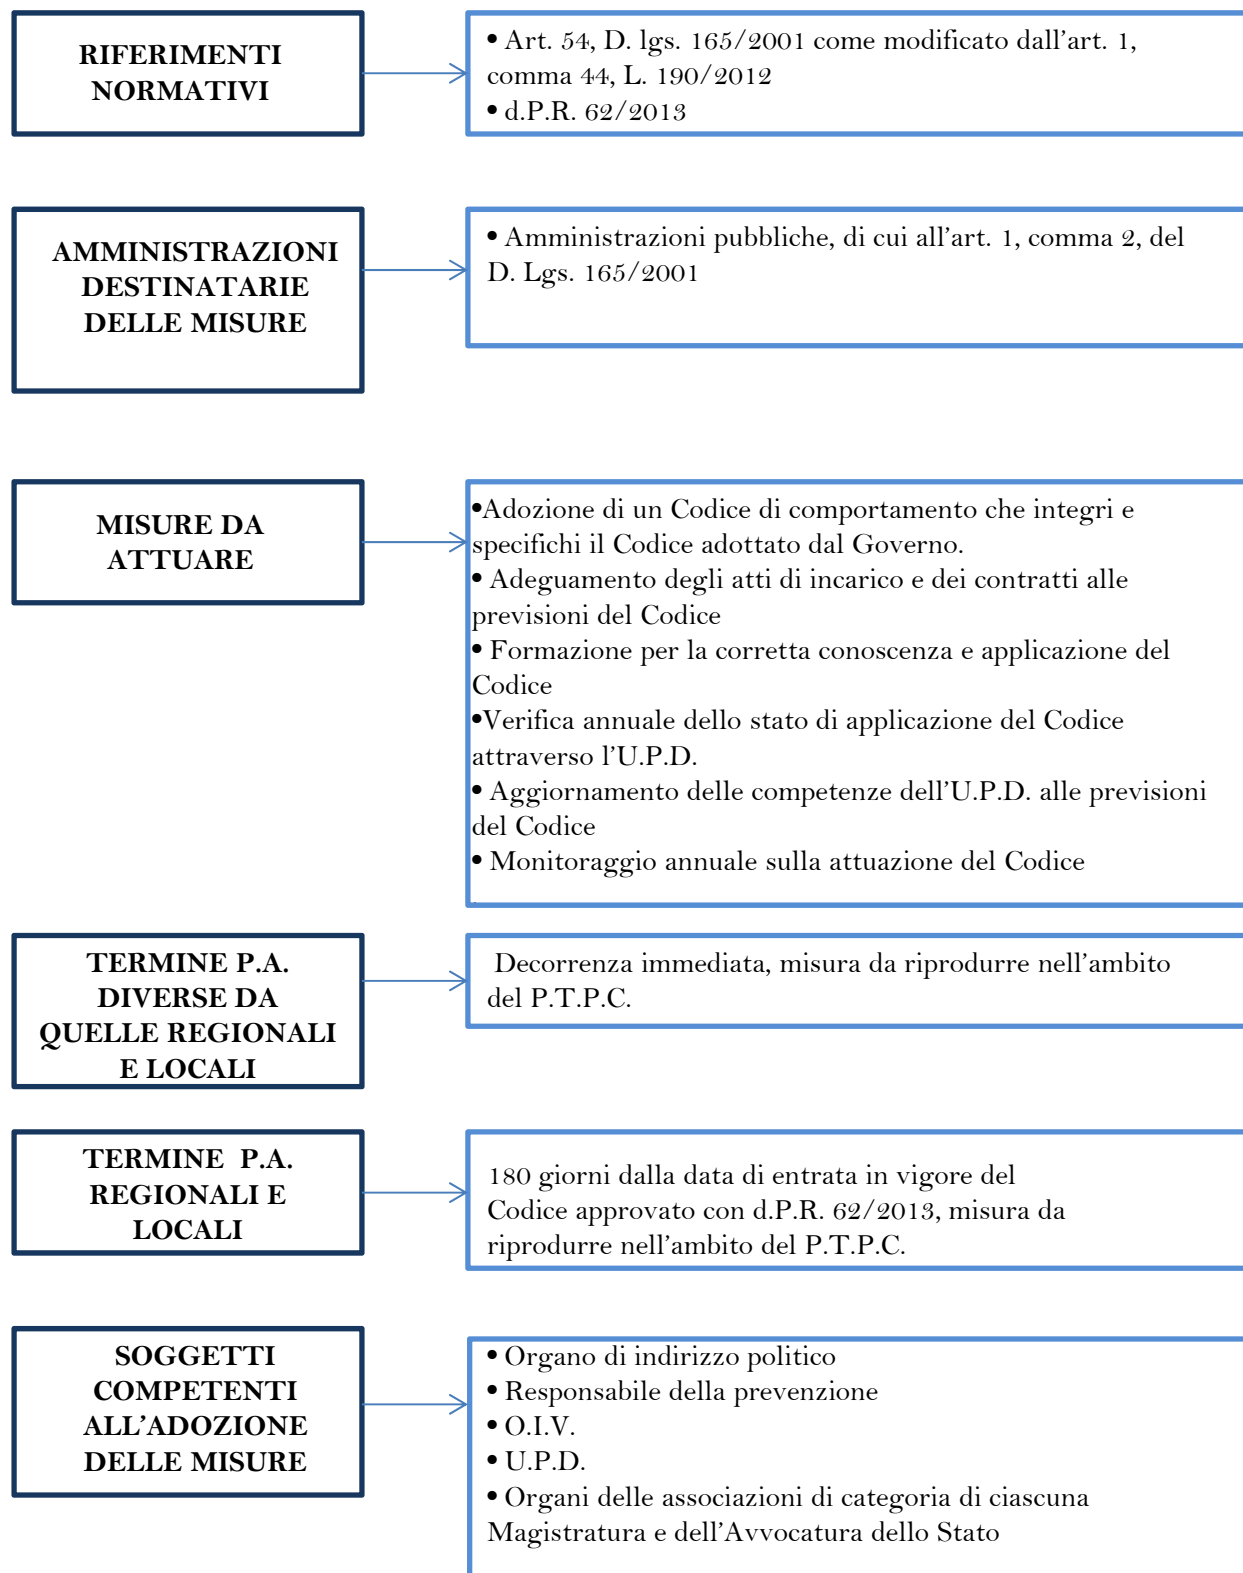 RIFERIMENTI
NORMATIVI
• Art. 54, D. lgs. 165/2001 come modificato dall’art. 1,
comma 44, L. 190/2012
• d.P.R. 62/2013
AMMINISTRAZIONI
DESTINATARIE
DELLE MISURE
• Amministrazioni pubbliche, di cui all’art. 1, comma 2, del
D. Lgs. 165/2001
MISURE DA
ATTUARE
•Adozione di un Codice di comportamento che integri e
specifichi il Codice adottato dal Governo.
• Adeguamento degli atti di incarico e dei contratti alle
previsioni del Codice
• Formazione per la corretta conoscenza e applicazione del
Codice
•Verifica annuale dello stato di applicazione del Codice
attraverso l’U.P.D.
• Aggiornamento delle competenze dell’U.P.D. alle previsioni
del Codice
• Monitoraggio annuale sulla attuazione del Codice
TERMINE P.A.
DIVERSE DA
QUELLE REGIONALI
E LOCALI
Decorrenza immediata, misura da riprodurre nell’ambito
del P.T.P.C.
TERMINE P.A.
REGIONALI E
LOCALI
180 giorni dalla data di entrata in vigore del
Codice approvato con d.P.R. 62/2013, misura da
riprodurre nell’ambito del P.T.P.C.
SOGGETTI
COMPETENTI
ALL’ADOZIONE
DELLE MISURE
• Organo di indirizzo politico
• Responsabile della prevenzione
• O.I.V.
• U.P.D.
• Organi delle associazioni di categoria di ciascuna
Magistratura e dell’Avvocatura dello Stato